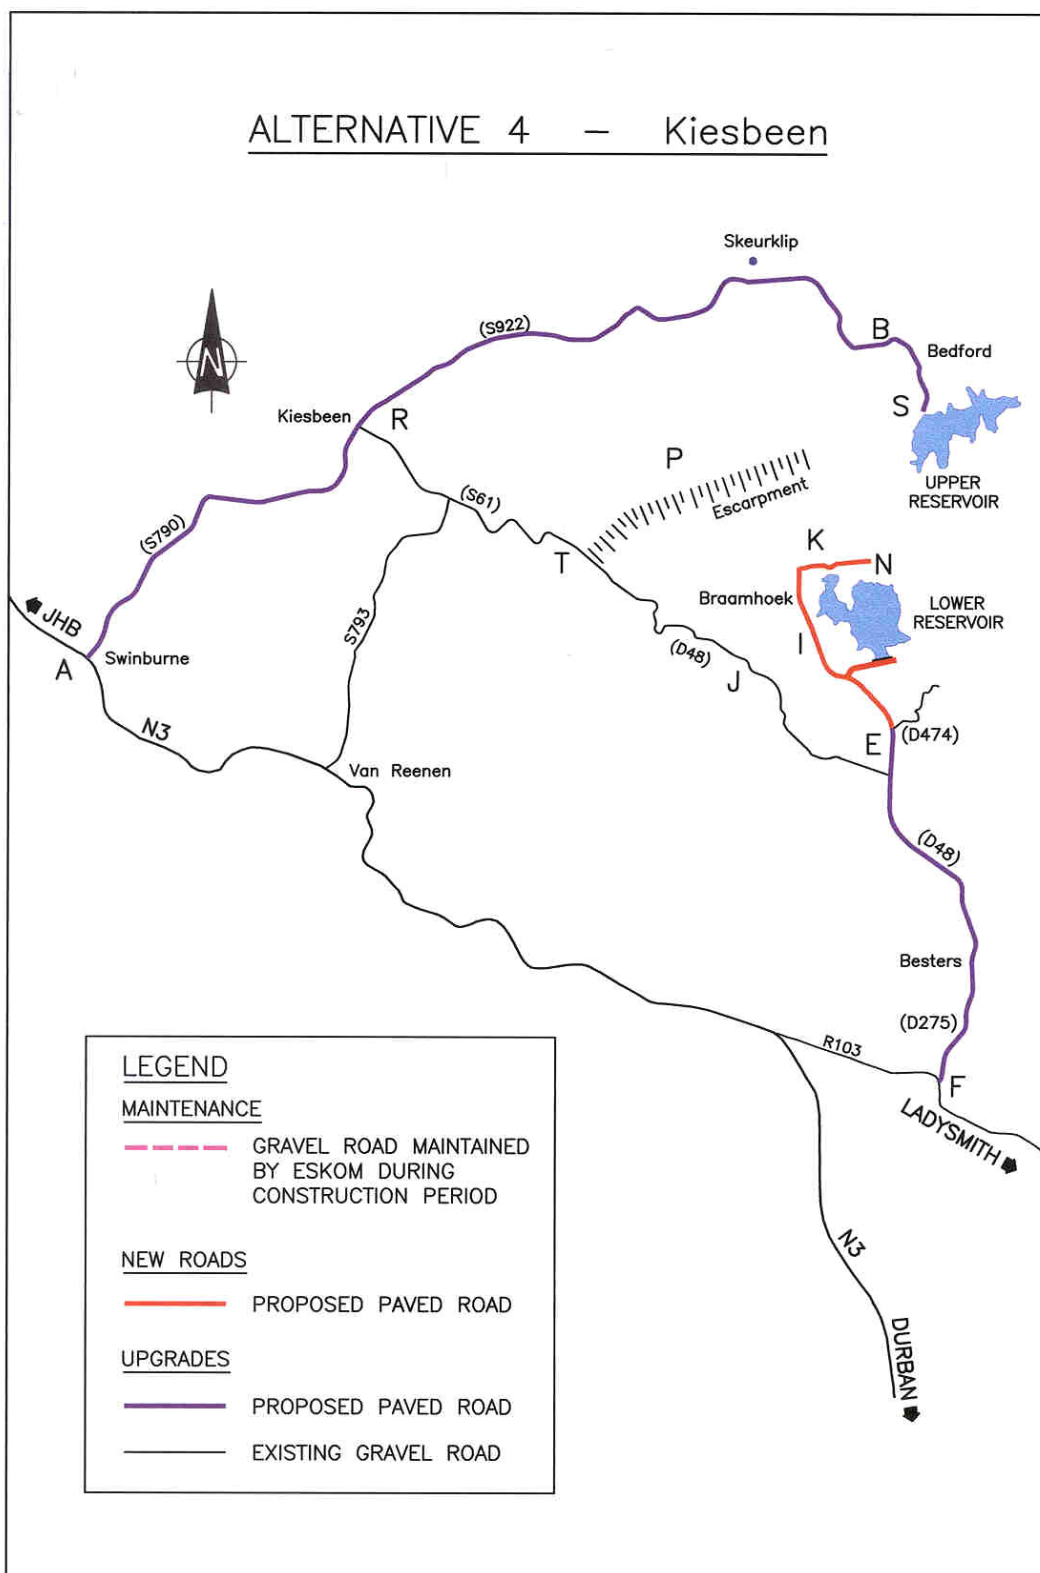 ALTERNATIVE 4 – Kiesbeen
Skeurklip
(S922)
B
Bedford
N
S
Kiesbeen
R
P
UPPER
RESERVOIR
Escarpment
(S61)
(S790)
T
K
N
Braamhoek
LOWER
RESERVOIR
JHB
S793
I
A
Swinburne
(D48)
J
N3
E
(D474)
Van Reenen
(D48)
Besters
(D275)
R103
F
LADYSMITH
N3
DURBAN
LEGEND
MAINTENANCE
GRAVEL ROAD MAINTAINED
BY ESKOM DURING
CONSTRUCTION PERIOD
NEW ROADS
PROPOSED PAVED ROAD
UPGRADES
PROPOSED PAVED ROAD
EXISTING GRAVEL ROAD